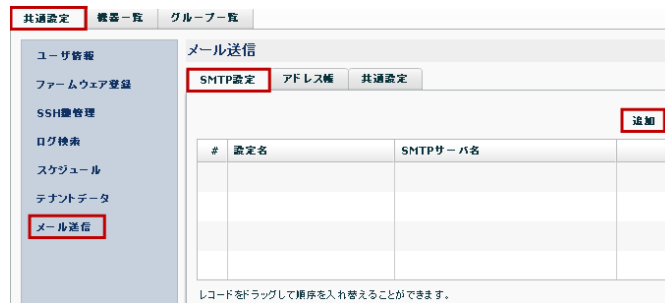 共通設定 機器一覧 グループ一覧
ユーザ情報
ファームウェア登録
SSH鍵管理
ログ検索
スケジュール
テナントデータ
メール送信
メール送信
SMTP設定 アドレス帳 共通設定
追加
# 設定名 SMTPサーバ名
レコードをドラッグして順序を入れ替えることができます。